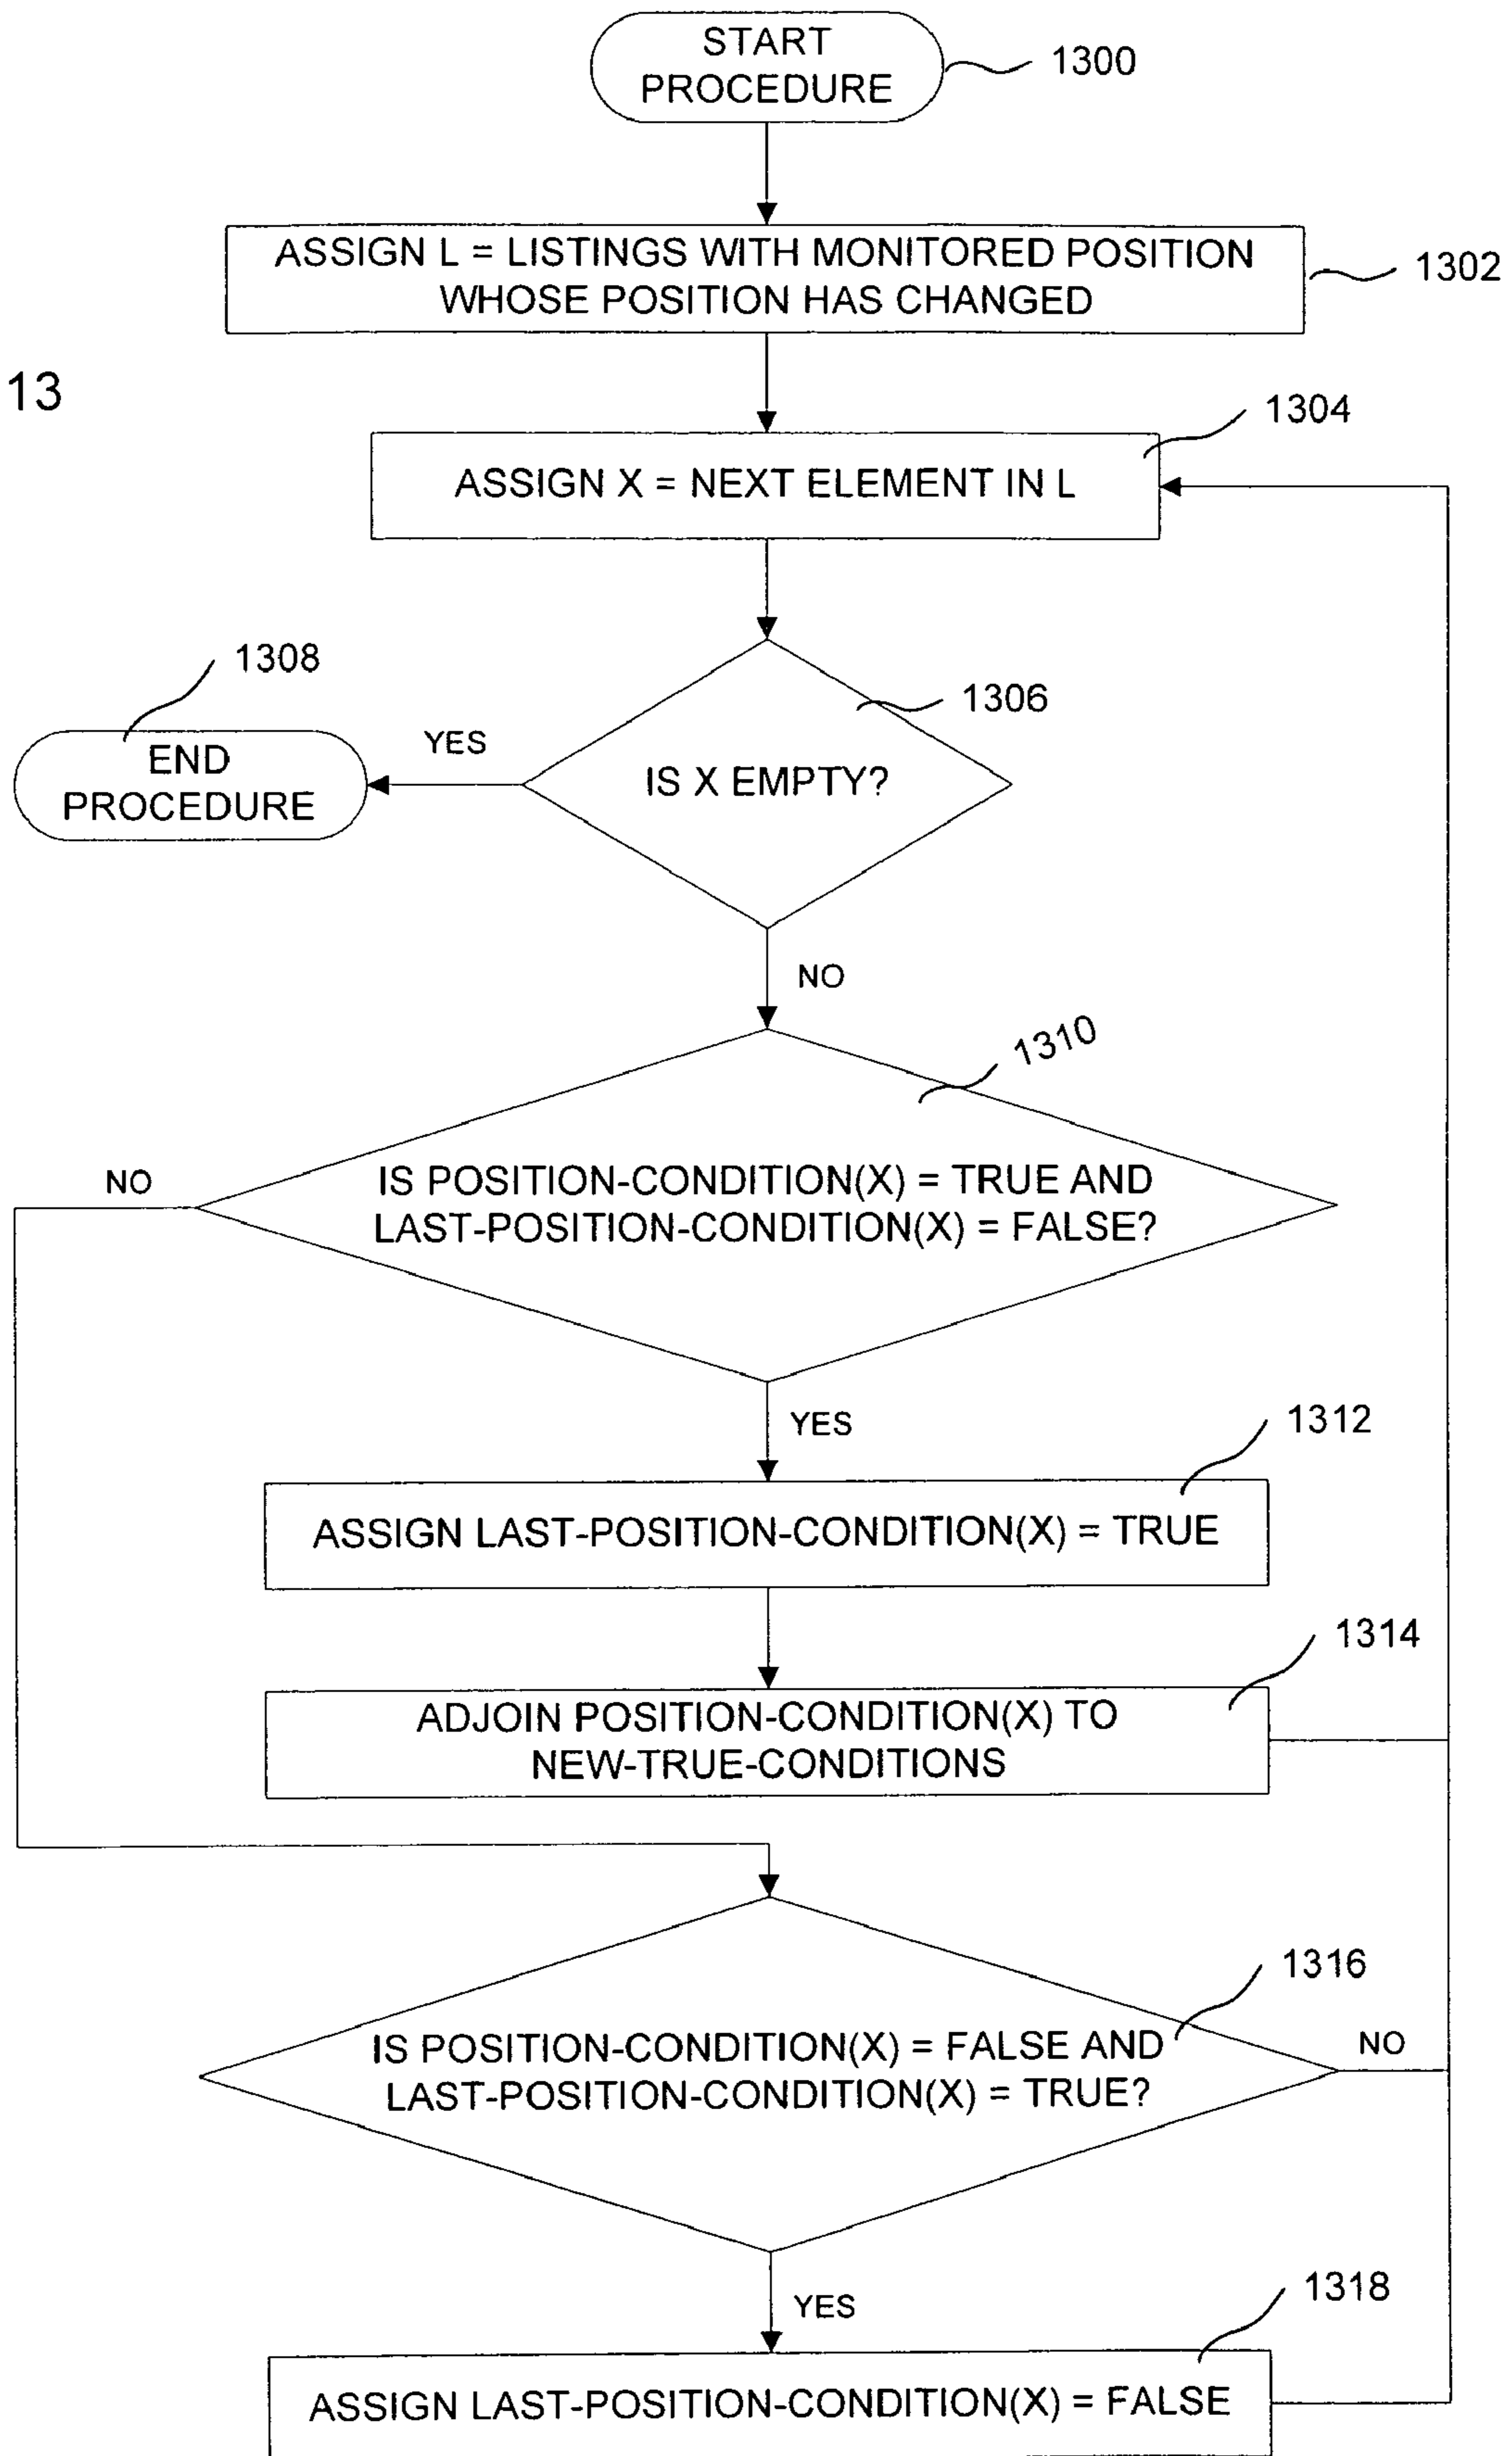 START
PROCEDURE
1300
ASSIGN L = LISTINGS WITH MONITORED POSITION
WHOSE POSITION HAS CHANGED
1302
13
1304
ASSIGN X = NEXT ELEMENT IN L
1308
END
PROCEDURE
YES
1306
IS X EMPTY?
NO
1310
NO
IS POSITION-CONDITION(X) = TRUE AND
LAST-POSITION-CONDITION(X) = FALSE?
YES
1312
ASSIGN LAST-POSITION-CONDITION(X) = TRUE
1314
ADJOIN POSITION-CONDITION(X) TO
NEW-TRUE-CONDITIONS
1316
IS POSITION-CONDITION(X) = FALSE AND
LAST-POSITION-CONDITION(X) = TRUE?
NO
YES
1318
ASSIGN LAST-POSITION-CONDITION(X) = FALSE